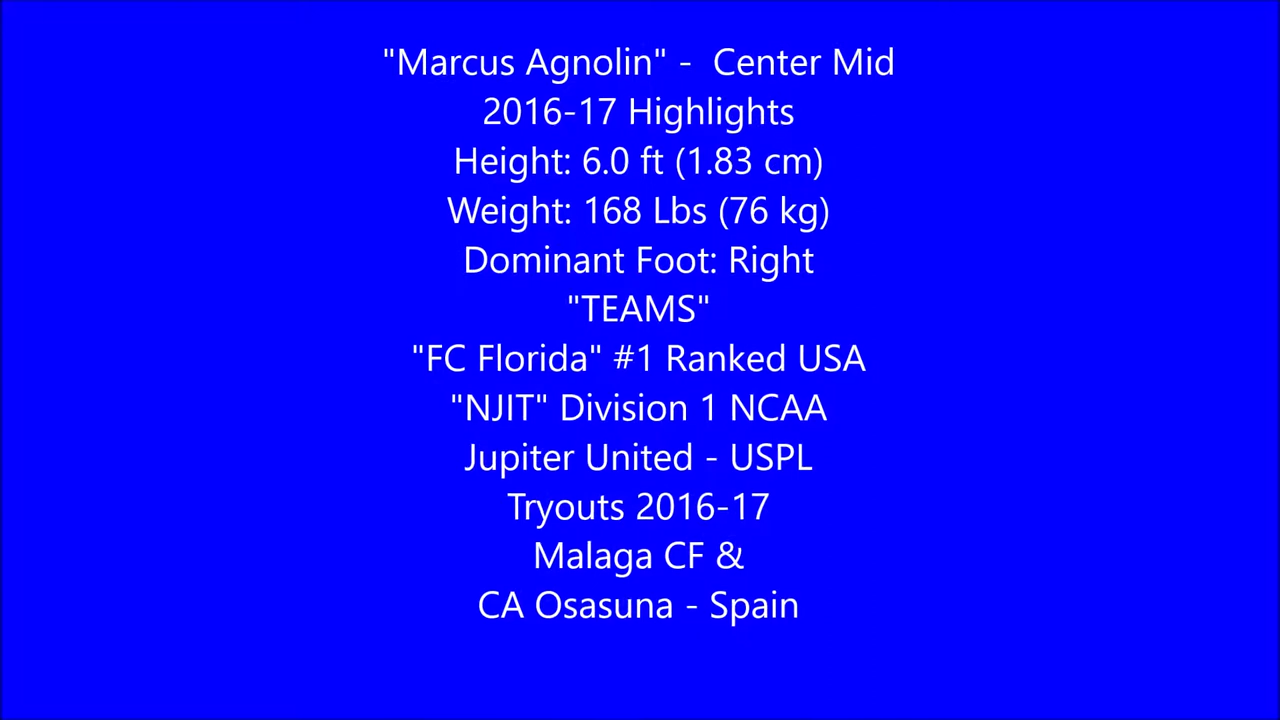 "Marcus Agnolin" -  Center Mid
2016-17 Highlights
Height: 6.0 ft (1.83 cm)
Weight: 168 Lbs (76 kg)
Dominant Foot: Right
"TEAMS"
"FC Florida" #1 Ranked USA
"NJIT" Division 1 NCAA
Jupiter United - USPL
Tryouts 2016-17
Malaga CF &
CA Osasuna - Spain